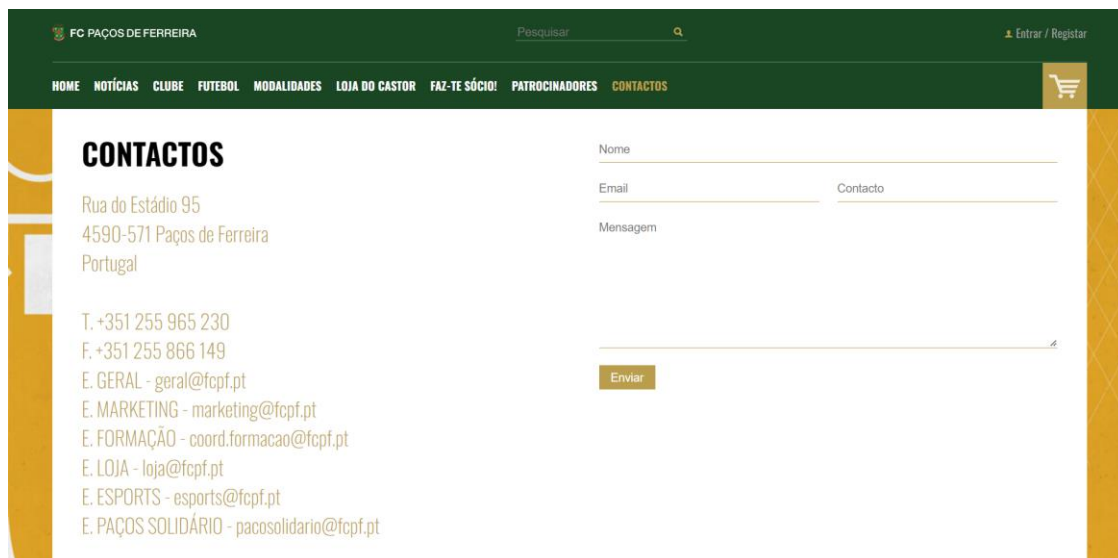 FC PAÇOS DE FERREIRA
Pesquisar
Entrar / Registar
HOME NOTÍCIAS CLUBE FUTEBOL MODALIDADES LOJA DO CASTOR FAZ-TE SÓCIO! PATROCINADORES CONTACTOS
CONTACTOS
Rua do Estádio 95
4590-571 Paços de Ferreira
Portugal
T. +351 255 965 230
F. +351 255 866 149
E. GERAL - geral@fcpf.pt
E. MARKETING - marketing@fcpf.pt
E. FORMAÇÃO - coord.formacao@fcpf.pt
E. LOJA - loja@fcpf.pt
E. ESPORTS - esports@fcpf.pt
E. PAÇOS SOLIDÁRIO - pacosolidario@fcpf.pt
Nome
Email Contacto
Mensagem
Enviar